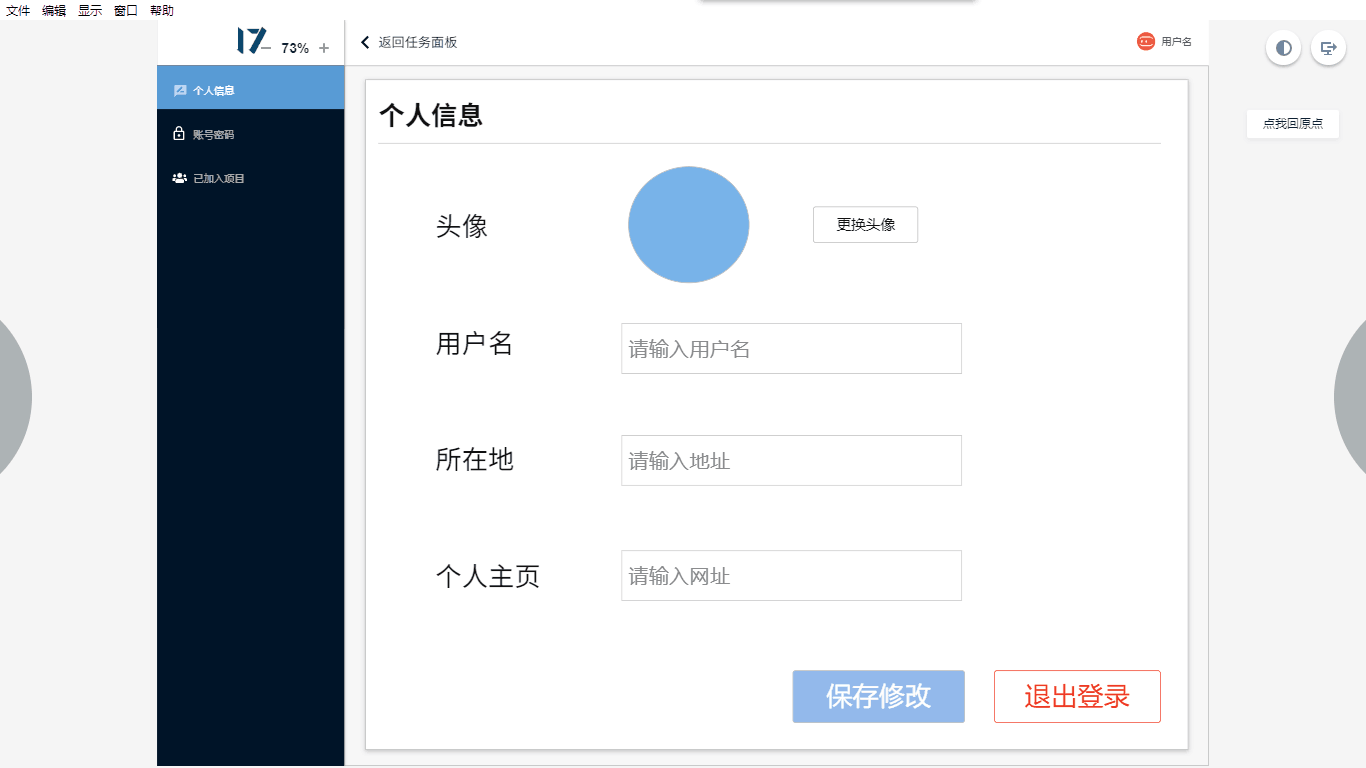 文件 编辑 显示 窗口 帮助
17 73% +
返回任务面板
用户名
个人信息
账号密码
已加入项目
点我回原点
个人信息
头像
更换头像
用户名
请输入用户名
所在地
请输入地址
个人主页
请输入网址
保存修改
退出登录